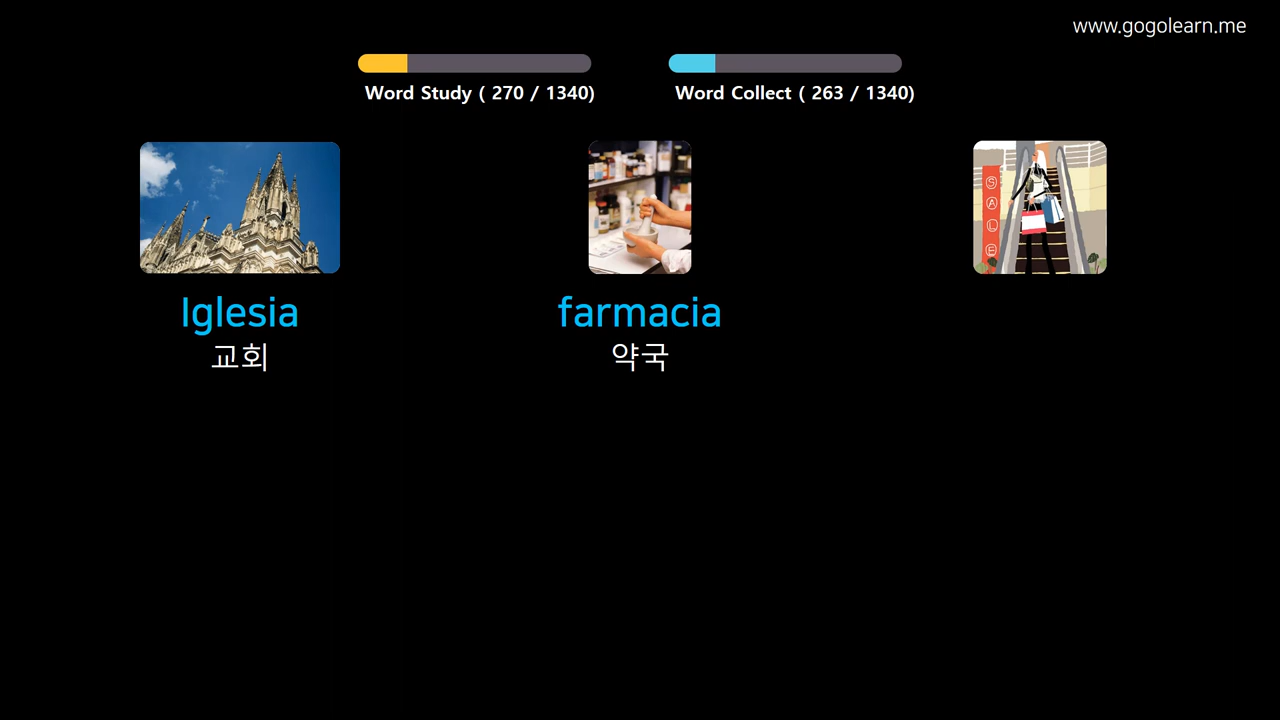 www.gogolearn.me
Word Study ( 270 / 1340)
Word Collect ( 263 / 1340)
S
A
L
E
Iglesia
farmacia
교회
약국